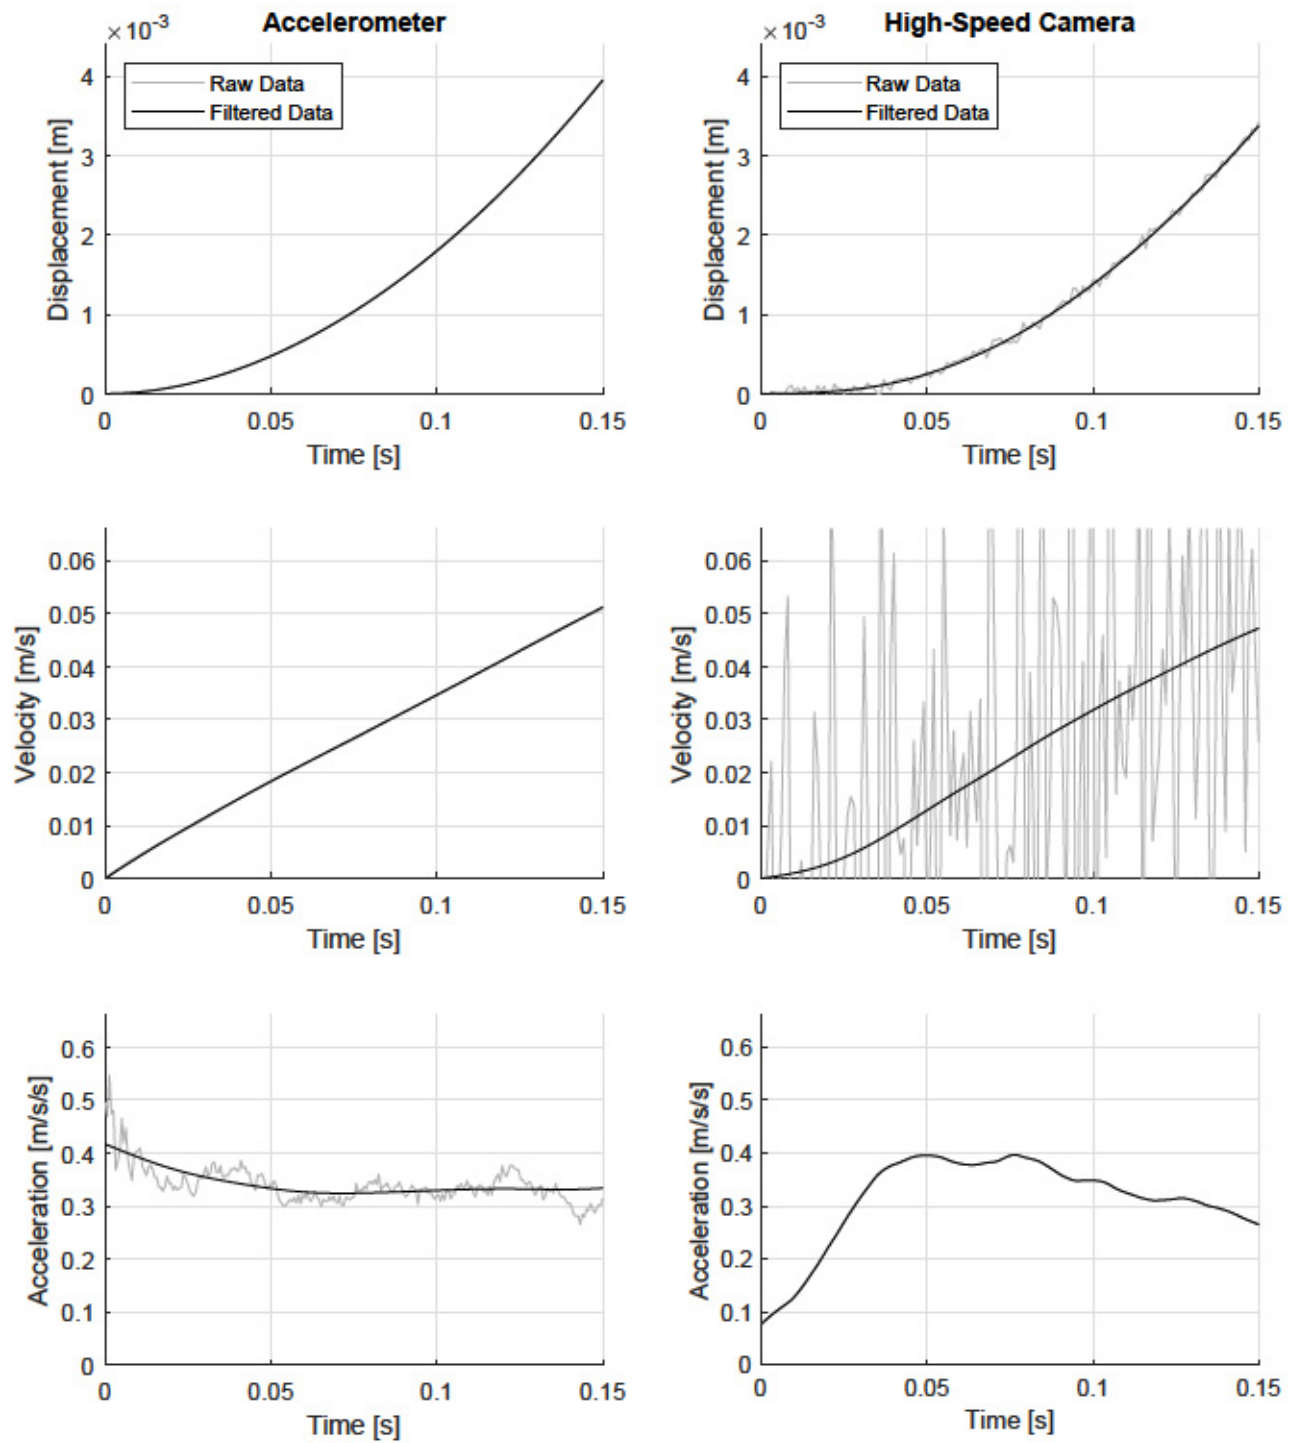 Accelerometer
×10-3
Raw Data
Filtered Data
Displacement [m]
4
3
2
1
0
0 0.05 0.1 0.15
Time [s]
High-Speed Camera
×10-3
Raw Data
Filtered Data
Displacement [m]
4
3
2
1
0
0 0.05 0.1 0.15
Time [s]
Velocity [m/s]
0.06
0.05
0.04
0.03
0.02
0.01
0
0 0.05 0.1 0.15
Time [s]
Velocity [m/s]
0.06
0.05
0.04
0.03
0.02
0.01
0
0 0.05 0.1 0.15
Time [s]
Acceleration [m/s/s]
0.6
0.5
0.4
0.3
0.2
0.1
0
0 0.05 0.1 0.15
Time [s]
Acceleration [m/s/s]
0.6
0.5
0.4
0.3
0.2
0.1
0
0 0.05 0.1 0.15
Time [s]